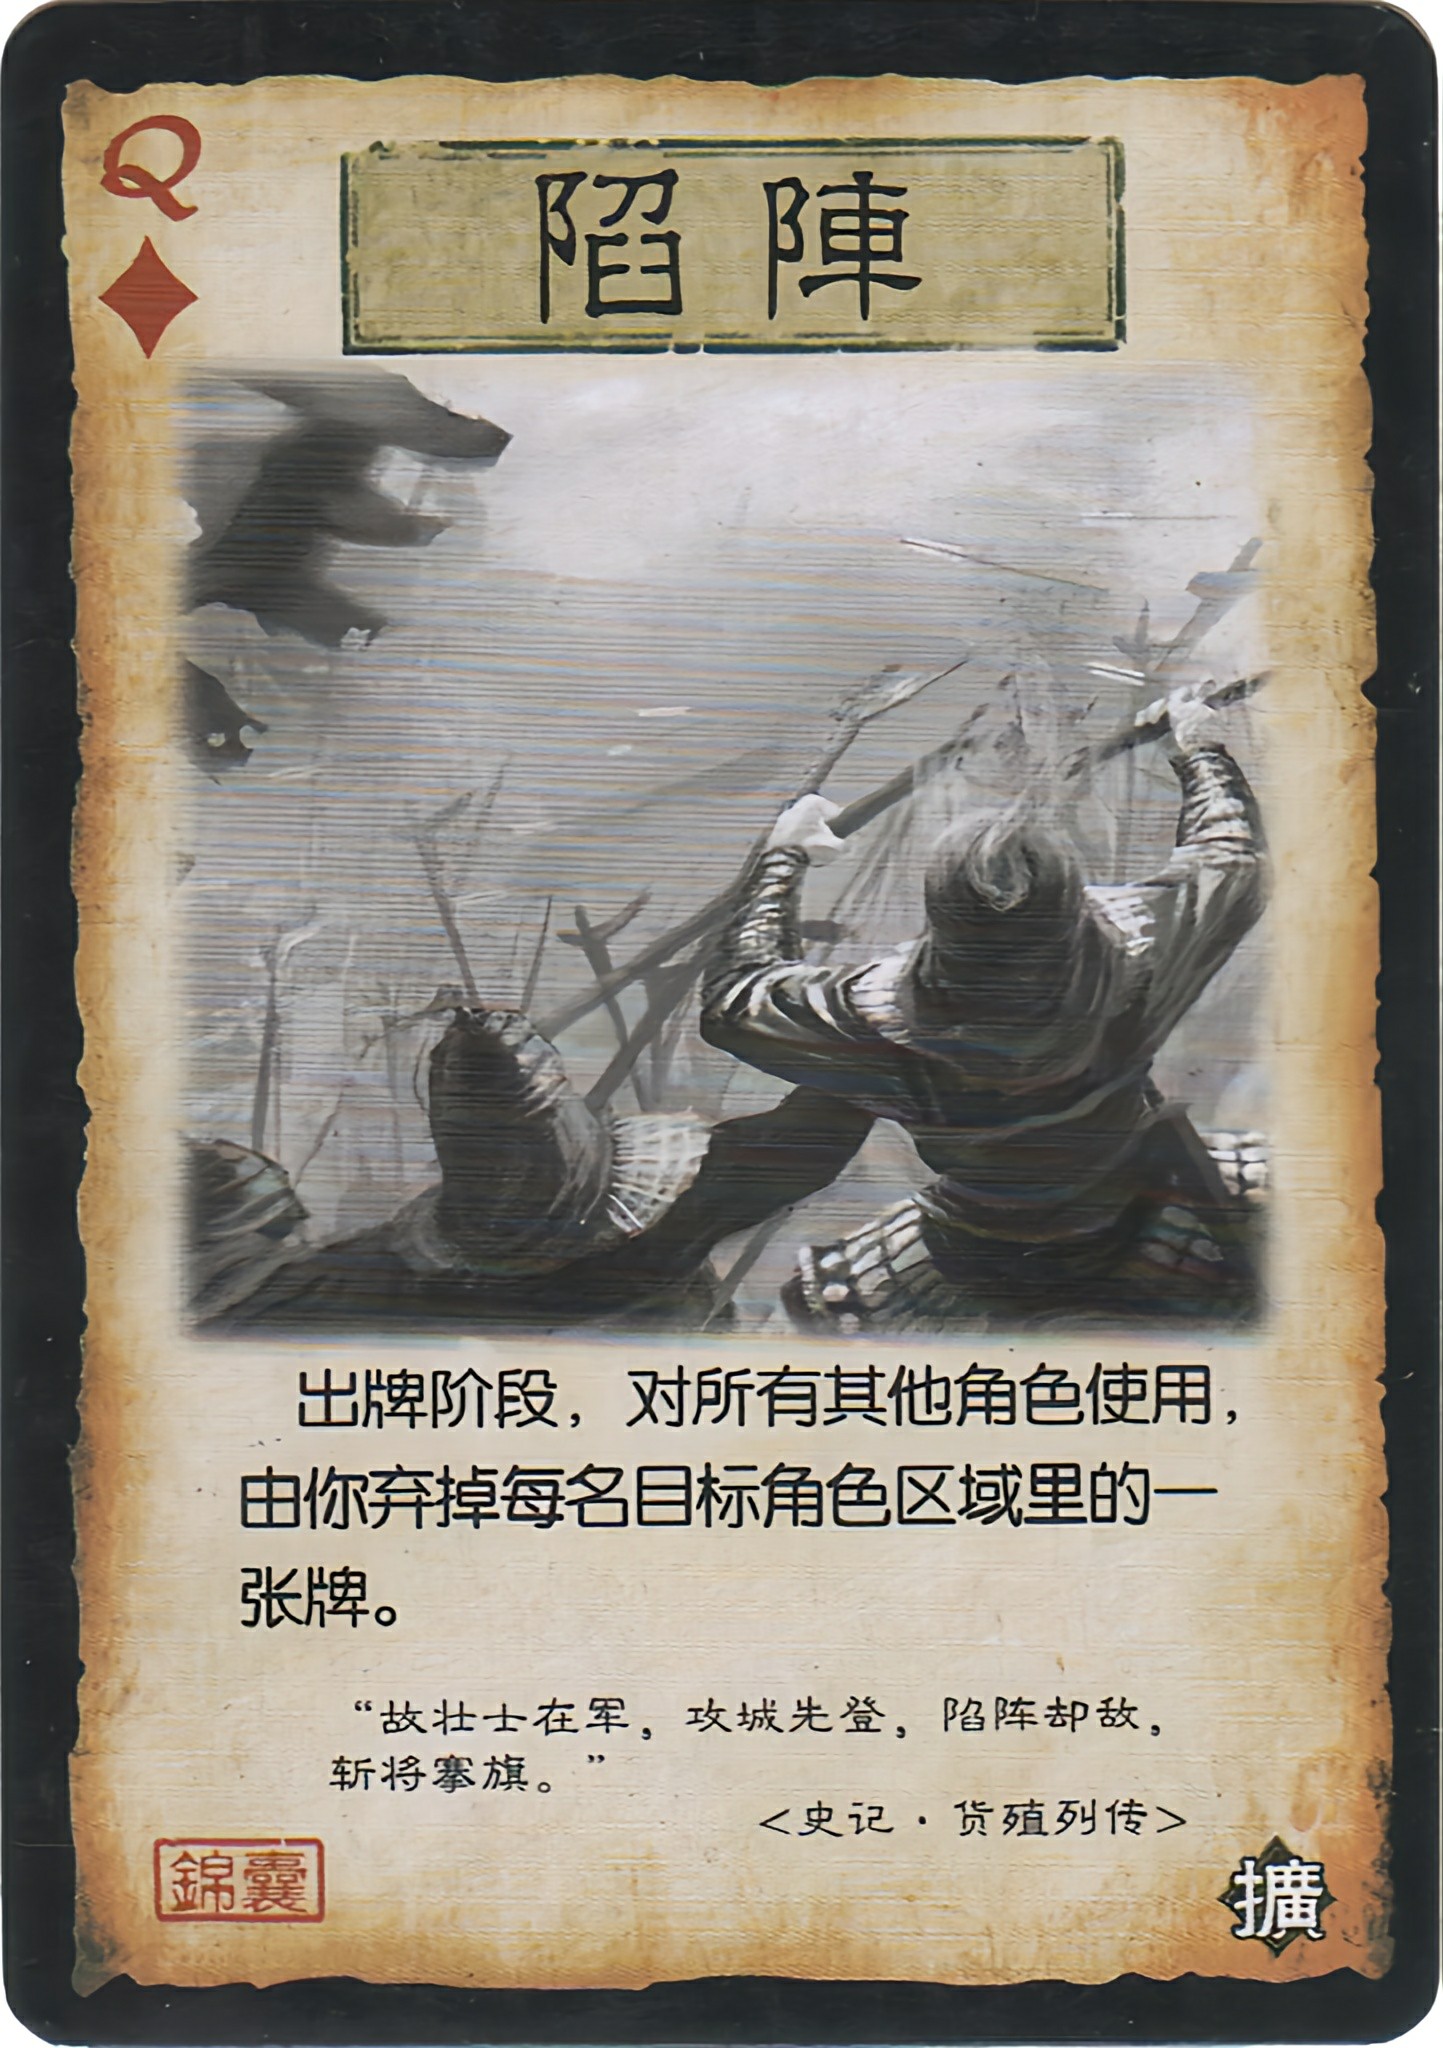 Q
陷陣
出牌阶段，对所有其他角色使用，
由你弃掉每名目标角色区域里的一
张牌。
“故壮士在军，攻城先登，陷阵却敌，
斩将搴旗。”
<史记·货殖列传>
錦囊
擴